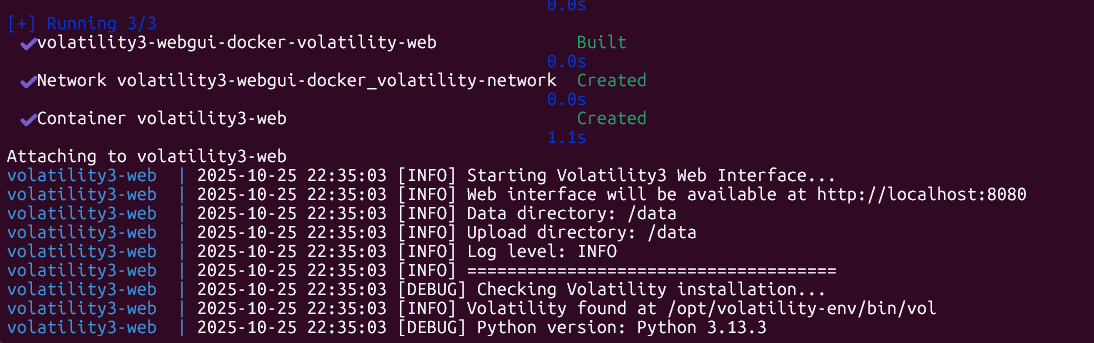 0.0s
[+] Running 3/3
✔volatility3-webgui-docker-volatility-web Built
0.0s
✔Network volatility3-webgui-docker_volatility-network Created
0.0s
✔Container volatility3-web Created
1.1s
Attaching to volatility3-web
volatility3-web | 2025-10-25 22:35:03 [INFO] Starting Volatility3 Web Interface...
volatility3-web | 2025-10-25 22:35:03 [INFO] Web interface will be available at http://localhost:8080
volatility3-web | 2025-10-25 22:35:03 [INFO] Data directory: /data
volatility3-web | 2025-10-25 22:35:03 [INFO] Upload directory: /data
volatility3-web | 2025-10-25 22:35:03 [INFO] Log level: INFO
volatility3-web | 2025-10-25 22:35:03 [INFO] =====================================
volatility3-web | 2025-10-25 22:35:03 [DEBUG] Checking Volatility installation...
volatility3-web | 2025-10-25 22:35:03 [INFO] Volatility found at /opt/volatility-env/bin/vol
volatility3-web | 2025-10-25 22:35:03 [DEBUG] Python version: Python 3.13.3